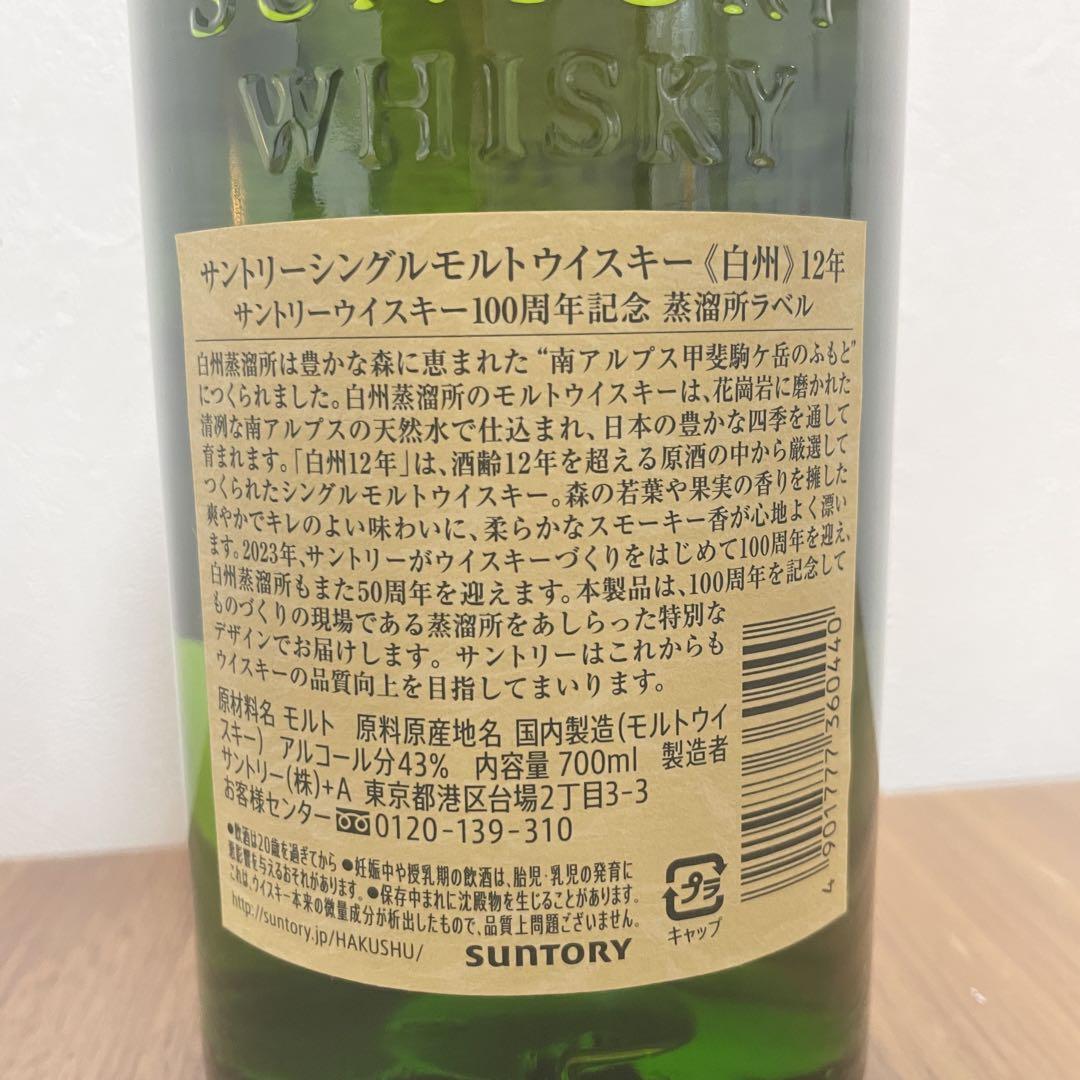 SUNTORY
WHISKY
サントリーシングルモルトウイスキー《白州》12年
サントリーウイスキー100周年記念 蒸溜所ラベル
白州蒸溜所は豊かな森に恵まれた“南アルプス甲斐駒ケ岳のふもと”
につくられました。白州蒸溜所のモルトウイスキーは、花崗岩に磨かれた
清冽な南アルプスの天然水で仕込まれ、日本の豊かな四季を通して
育まれます。「白州12年」は、酒齢12年を超える原酒の中から厳選して
つくられたシングルモルトウイスキー。森の若葉や果実の香りを擁した
爽やかでキレのよい味わいに、柔らかなスモーキー香が心地よく漂い
ます。2023年、サントリーがウイスキーづくりをはじめて100周年を迎え、
白州蒸溜所もまた50周年を迎えます。本製品は、100周年を記念して
ものづくりの現場である蒸溜所をあしらった特別な
デザインでお届けします。サントリーはこれからも
ウイスキーの品質向上を目指してまいります。
原材料名 モルト 原料原産地名 国内製造(モルトウイ
スキー) アルコール分43% 内容量 700ml 製造者
サントリー(株)+A 東京都港区台場2丁目3-3
お客様センター 0120-139-310
●飲酒は20歳を過ぎてから ●妊娠中や授乳期の飲酒は、胎児・乳児の発育に
悪影響を与えるおそれがあります。 ●保存中まれに沈殿物を生じることがあります。
これは、ウイスキー本来の微量成分が析出したもので、品質上問題ございません。
http://suntory.jp/HAKUSHU/
SUNTORY
プラ
キャップ
4 901777 360440